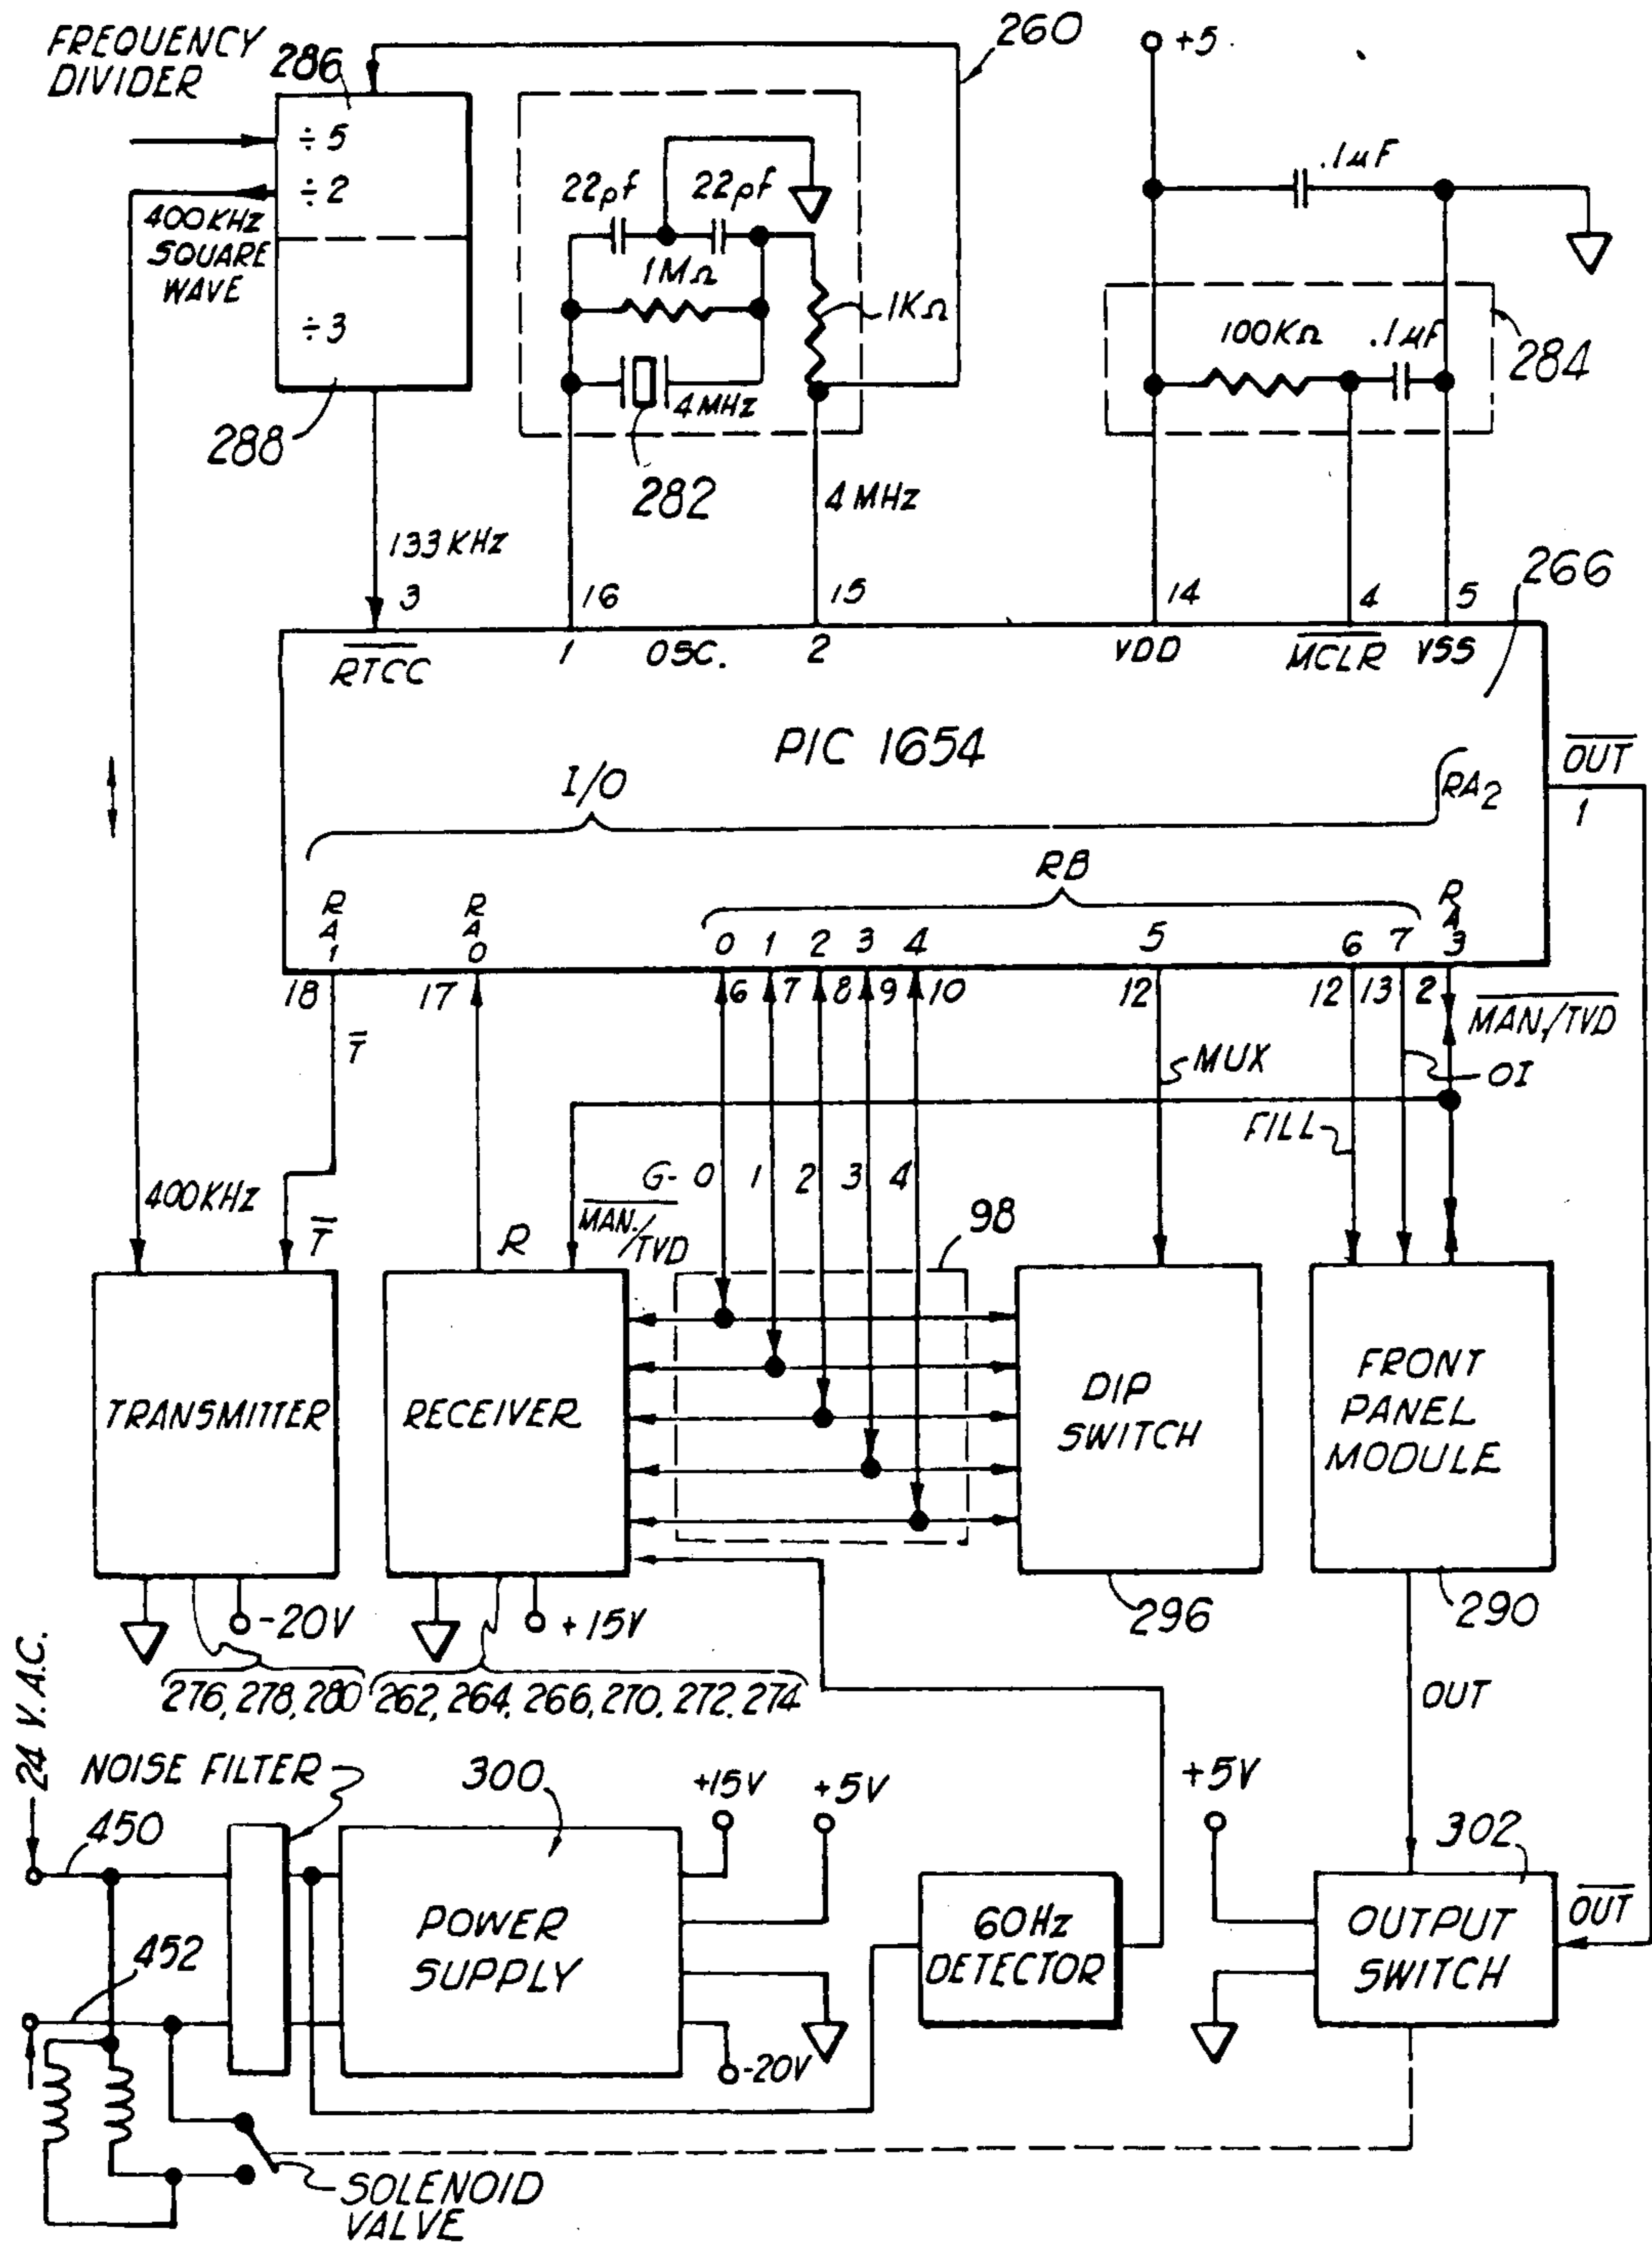 FREQUENCY
DIVIDER
286
÷5
÷2
400KHZ
SQUARE
WAVE
÷3
288
133 KHZ
260
22pf
22pf
1MΩ
1KΩ
4 MHZ
282
4 MHZ
+5
.1μF
100KΩ
.1μF
284
3
16
15
14
4
5
266
RTCC
1
OSC.
2
VDD
MCLR
VSS
PIC 1654
I/O
RA2
OUT
1
RB
RA1
RA0
0
1
2
3
4
5
6
7
RA3
18
17
6
7
8
9
10
12
12
13
2
T
MAN./TVD
MUX
OI
FILL
G-
0
1
2
3
4
400KHZ
T
R
MAN./TVD
98
TRANSMITTER
RECEIVER
DIP
SWITCH
FRONT
PANEL
MODULE
-20V
+15V
296
290
276, 278, 280
262, 264, 266, 270, 272, 274
OUT
24 V.A.C.
NOISE FILTER
300
+15V
+5V
+5V
450
302
POWER
SUPPLY
60HZ
DETECTOR
OUTPUT
SWITCH
OUT
452
-20V
SOLENOID
VALVE